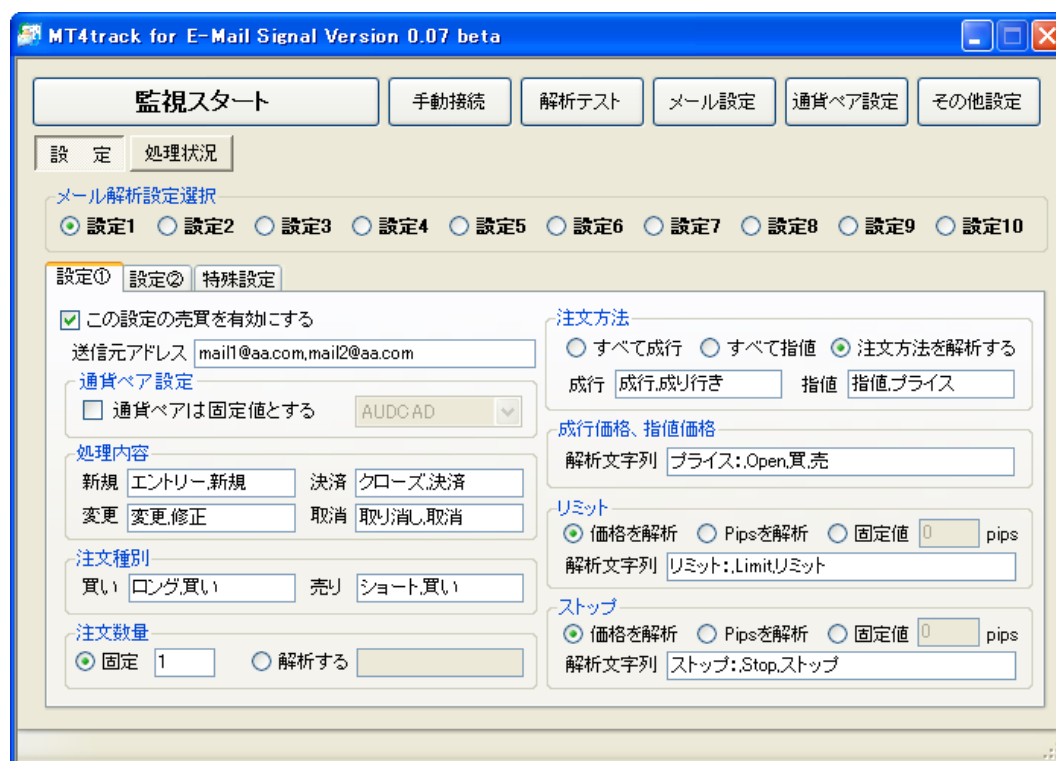 MT4track for E-Mail Signal Version 0.07 beta
監視スタート 手動接続 解析テスト メール設定 通貨ペア設定 その他設定
設 定 処理状況
メール解析設定選択
設定1 設定2 設定3 設定4 設定5 設定6 設定7 設定8 設定9 設定10
設定① 設定② 特殊設定
この設定の売買を有効にする
送信元アドレス mail1@aa.com,mail2@aa.com
通貨ペア設定
通貨ペアは固定値とする AUDCAD
処理内容
新規 エントリー,新規 決済 クローズ,決済
変更 変更,修正 取消 取り消し,取消
注文種別
買い ロング,買い 売り ショート,買い
注文数量
固定 1 解析する
注文方法
すべて成行 すべて指値 注文方法を解析する
成行 成行,成り行き 指値 指値,プライス
成行価格、指値価格
解析文字列 プライス:,Open,買,売
リミット
価格を解析 Pipsを解析 固定値 0 pips
解析文字列 リミット:,Limit,リミット
ストップ
価格を解析 Pipsを解析 固定値 0 pips
解析文字列 ストップ:,Stop,ストップ